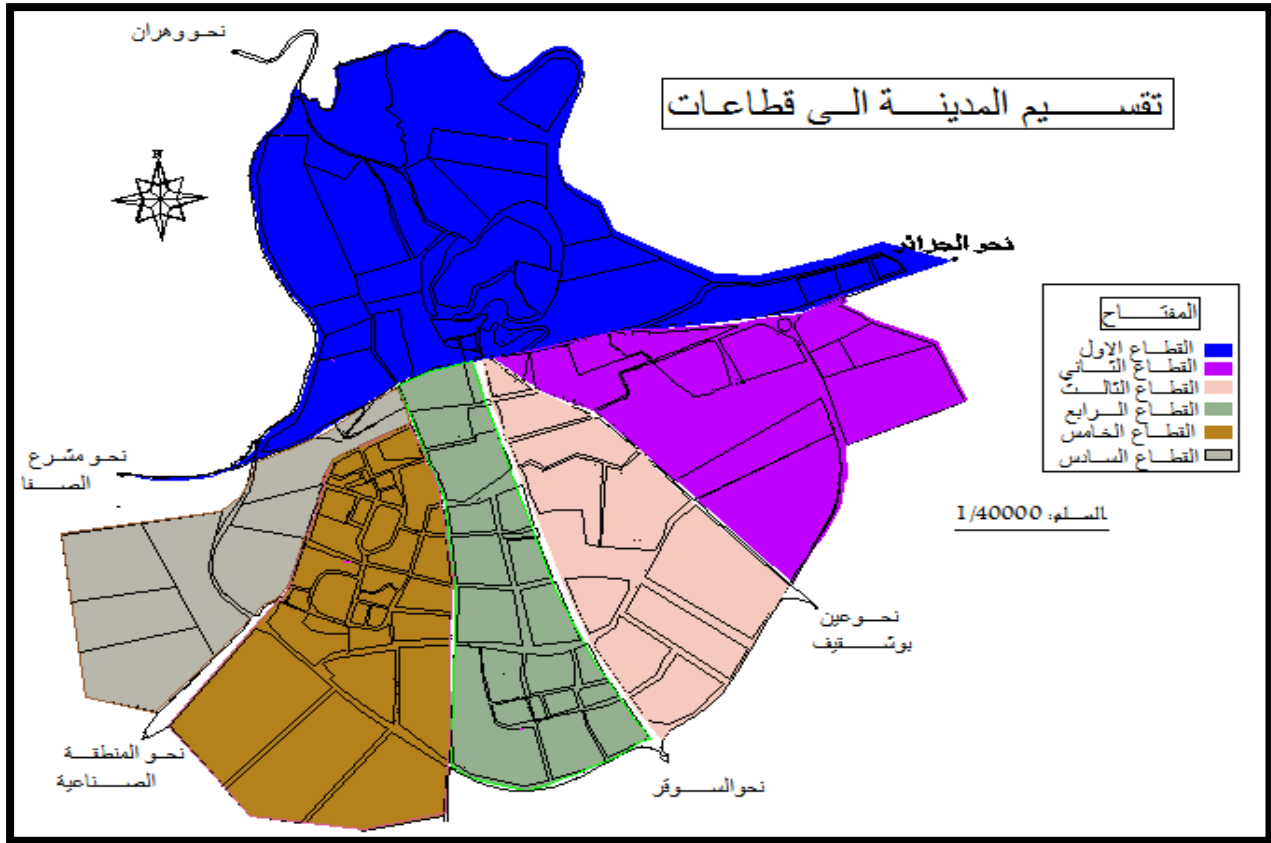 نحو وهران
تقسيم المدينة الى قطاعات
N
نحو الجزائر
المفتاح
القطاع الاول
القطاع الثاني
القطاع الثالث
القطاع الرابع
القطاع الخامس
القطاع السادس
نحو مشرع
الصفا
السلم: 1/40000
نحو عين
بوشقيف
نحو المنطقة
الصناعية
نحو السوقر